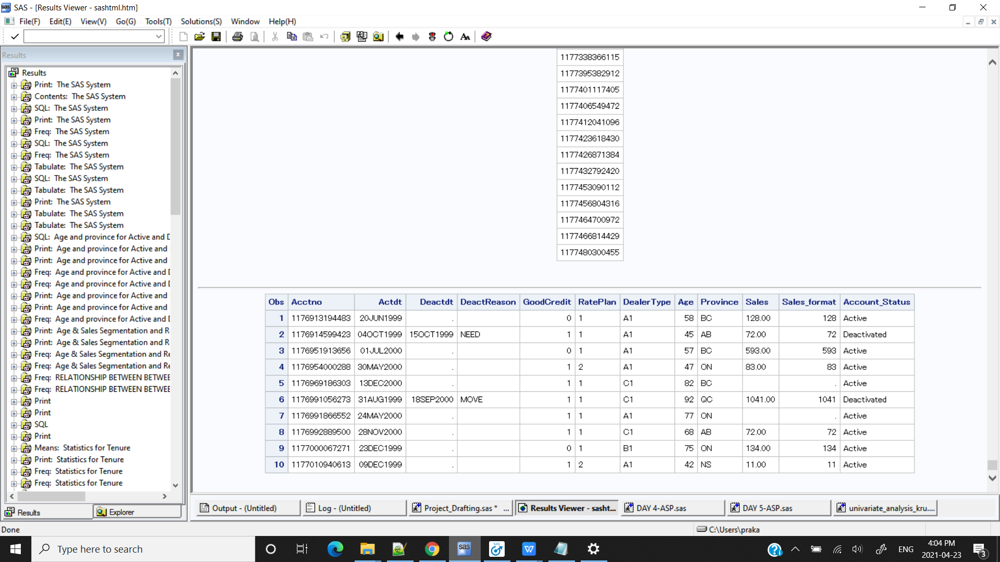 SAS - [Results Viewer - sashtml.htm]
File(F) Edit(E) View(V) Go(G) Tools(T) Solutions(S) Window Help(H)
Results
Results
Print: The SAS System
Contents: The SAS System
SQL: The SAS System
Print: The SAS System
Freq: The SAS System
SQL: The SAS System
Freq: The SAS System
Tabulate: The SAS System
SQL: The SAS System
Tabulate: The SAS System
Print: The SAS System
Tabulate: The SAS System
Tabulate: The SAS System
SQL: Age and province for Active and D
Print: Age and province for Active and
Print: Age and province for Active and
Freq: Age and province for Active and D
Freq: Age and province for Active and D
Print: Age and province for Active and
Print: Age and province for Active and
Freq: Age and province for Active and D
Print: Age & Sales Segmentation and R
Print: Age & Sales Segmentation and R
Freq: Age & Sales Segmentation and Re
Freq: Age & Sales Segmentation and Re
Freq: RELATIONSHIP BETWEEN BETWEE
Freq: RELATIONSHIP BETWEEN BETWEE
Print
Print
SQL
Print
Means: Statistics for Tenure
Print: Statistics for Tenure
Freq: Statistics for Tenure
Freq: Statistics for Tenure
Results Explorer
1177338366115
1177395382912
1177401117405
1177406549472
1177412041096
1177423618430
1177426871384
1177432792420
1177453090112
1177456804316
1177464700972
1177466814429
1177480300455
Obs Acctno Actdt Deactdt DeactReason GoodCredit RatePlan DealerType Age Province Sales Sales_format Account_Status
1 1176913194483 20JUN1999 . 0 1 A1 58 BC 128.00 128 Active
2 1176914599423 04OCT1999 15OCT1999 NEED 1 1 A1 45 AB 72.00 72 Deactivated
3 1176951913656 01JUL2000 . 0 1 A1 57 BC 593.00 593 Active
4 1176954000288 30MAY2000 . 1 2 A1 47 ON 83.00 83 Active
5 1176969186303 13DEC2000 . 1 1 C1 82 BC . Active
6 1176991056273 31AUG1999 18SEP2000 MOVE 1 1 C1 92 QC 1041.00 1041 Deactivated
7 1176991866552 24MAY2000 . 1 1 A1 77 ON . Active
8 1176992889500 28NOV2000 . 1 1 C1 68 AB 72.00 72 Active
9 1177000067271 23DEC1999 . 0 1 B1 75 ON 134.00 134 Active
10 1177010940613 09DEC1999 . 1 2 A1 42 NS 11.00 11 Active
Output - (Untitled) Log - (Untitled) Project_Drafting.sas * ... Results Viewer - sasht... DAY 4-ASP.sas DAY 5-ASP.sas univariate_analysis_kru....
Done C:\Users\praka
Type here to search
ENG
4:04 PM
2021-04-23
3